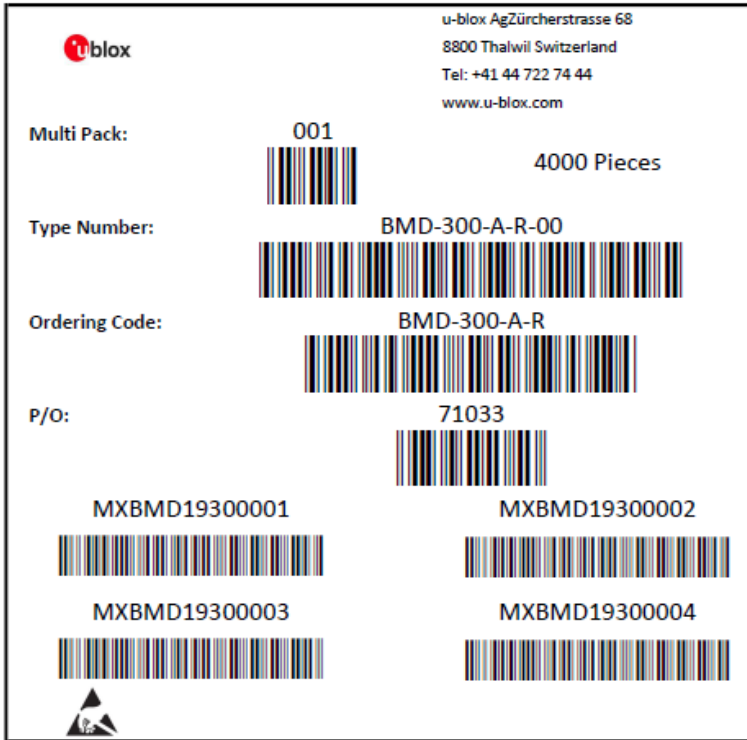 ublox
u-blox AgZürcherstrasse 68
8800 Thalwil Switzerland
Tel: +41 44 722 74 44
www.u-blox.com
Multi Pack:
001
4000 Pieces
Type Number:
BMD-300-A-R-00
Ordering Code:
BMD-300-A-R
P/O:
71033
MXBMD19300001
MXBMD19300002
MXBMD19300003
MXBMD19300004